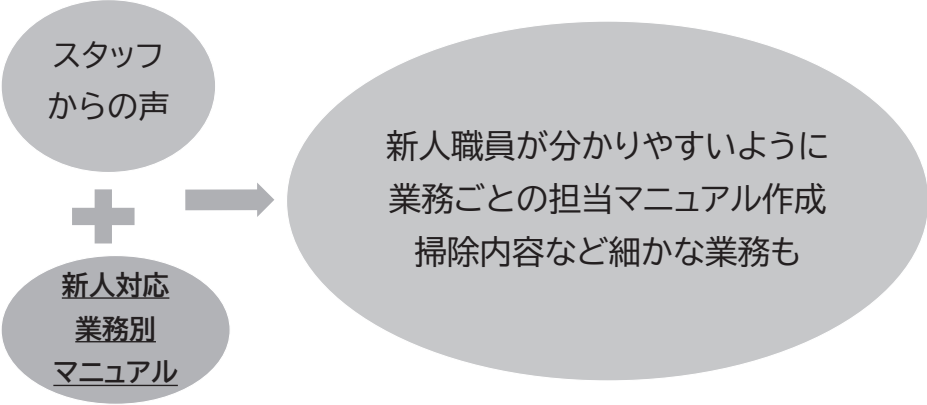 スタッフ
からの声
新人対応
業務別
マニュアル
新人職員が分かりやすいように
業務ごとの担当マニュアル作成
掃除内容など細かな業務も